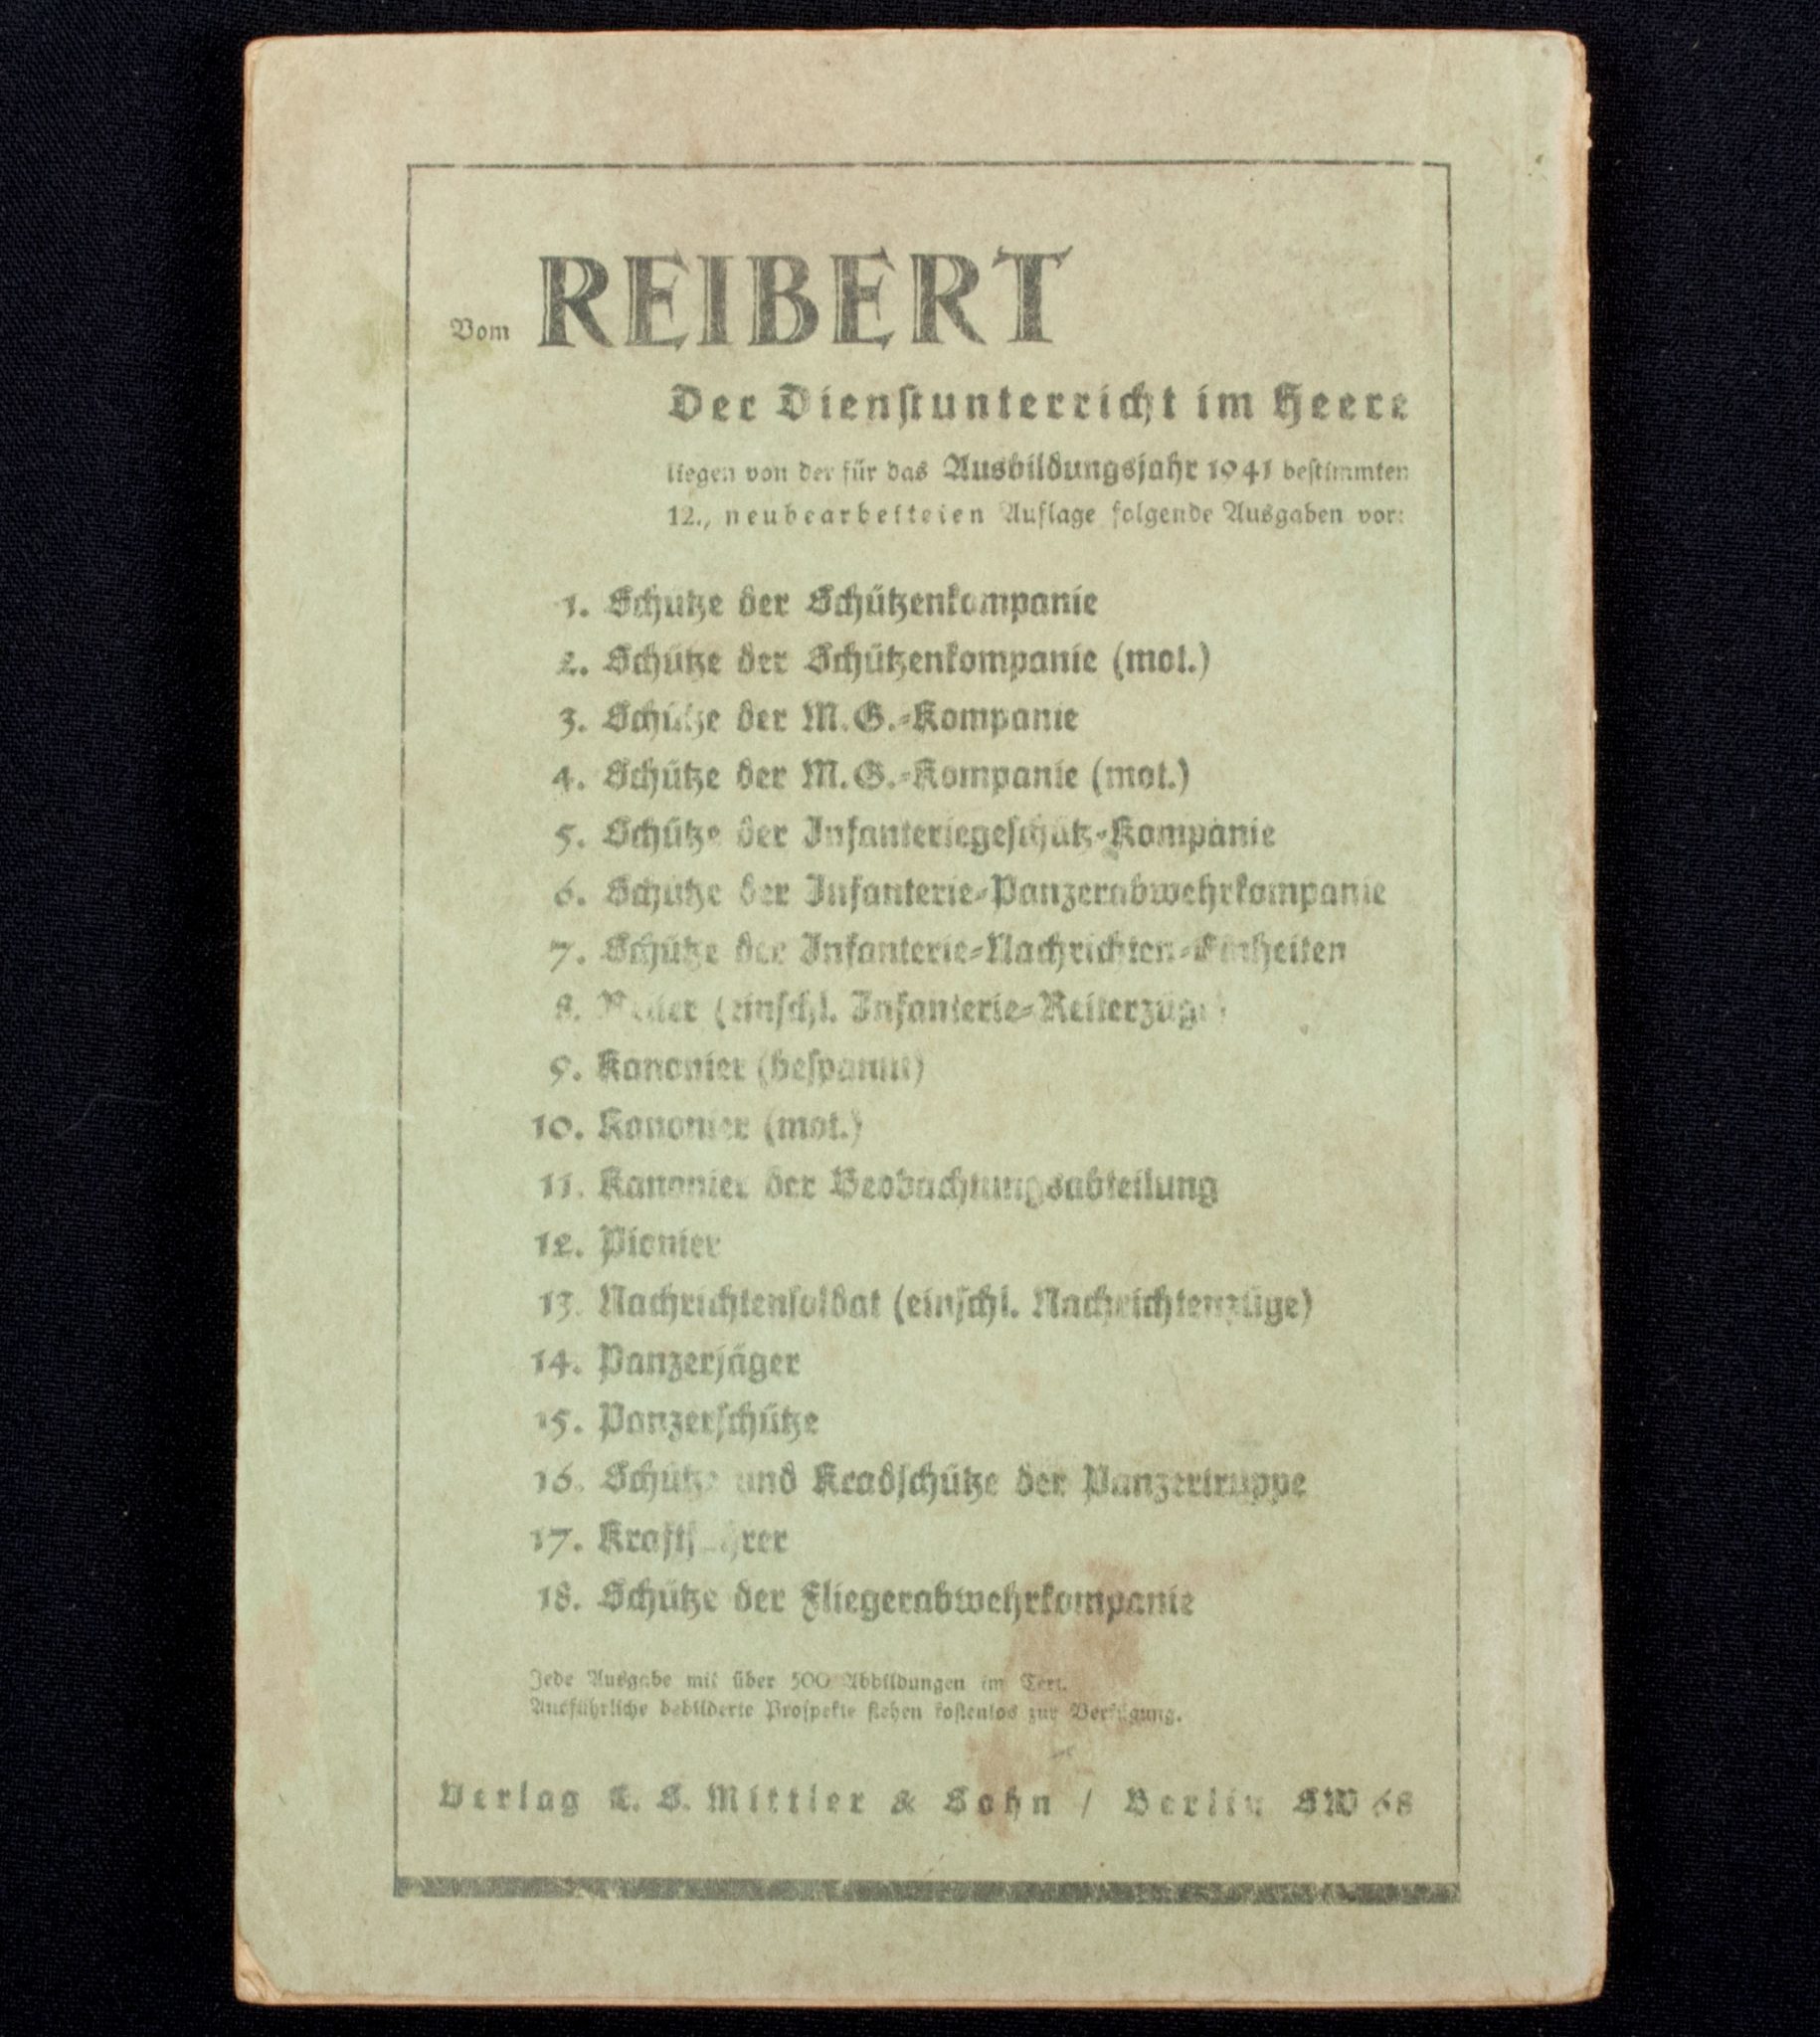 Vom REIBERT
Der Dienstunterricht im Heere
liegen von der für das Ausbildungsjahr 1941 bestimmten
12., neubearbeiteten Auflage folgende Ausgaben vor:
1. Schütze der Schützenkompanie
2. Schütze der Schützenkompanie (mot.)
3. Schütze der M.G.-Kompanie
4. Schütze der M.G.-Kompanie (mot.)
5. Schütze der Infanteriegeschütz-Kompanie
6. Schütze der Infanterie-Panzerabwehrkompanie
7. Schütze der Infanterie-Nachrichten-Einheiten
8. Reiter (einschl. Infanterie-Reiterzüge)
9. Kanonier (bespannt)
10. Kanonier (mot.)
11. Kanonier der Beobachtungsabteilung
12. Pionier
13. Nachrichtensoldat (einschl. Nachrichtenzüge)
14. Panzerjäger
15. Panzerschütze
16. Schütze und Kradschütze der Panzertruppe
17. Kraftfahrer
18. Schütze der Fliegerabwehrkompanie
Jede Ausgabe mit über 500 Abbildungen im Text.
Ausführliche bebilderte Prospekte stehen kostenlos zur Verfügung.
Verlag E. S. Mittler & Sohn / Berlin SW 68